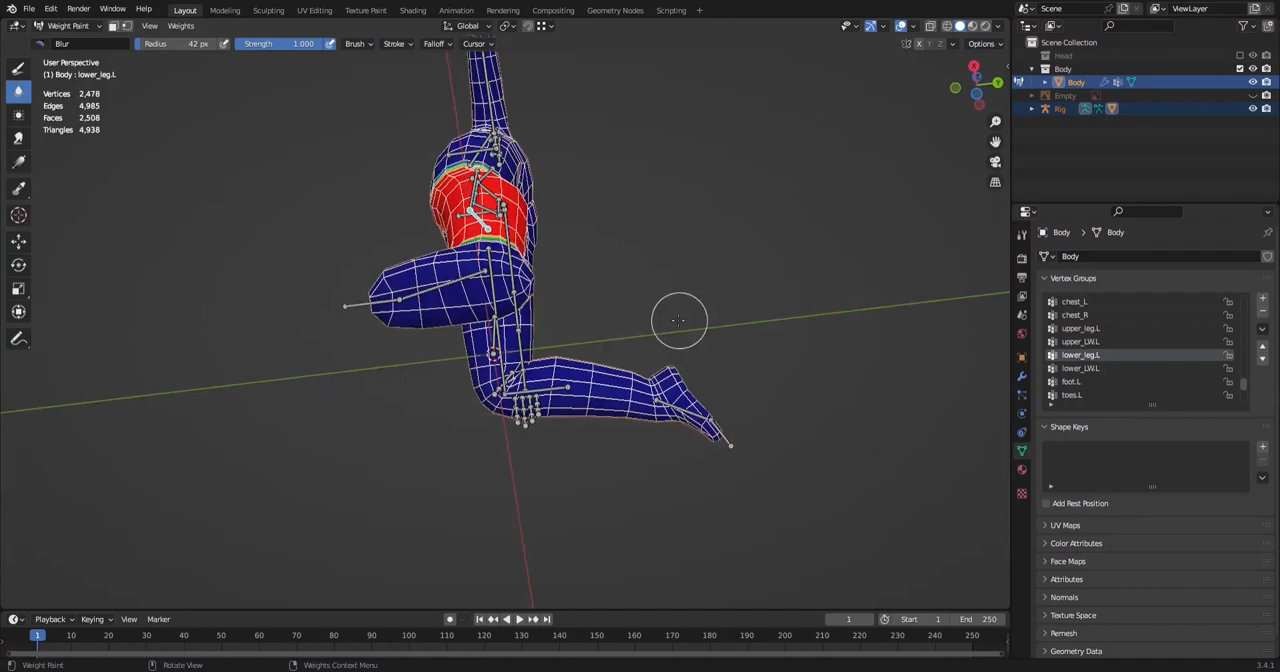 File Edit Render Window Help Layout Modeling Sculpting UV Editing Texture Paint Shading Animation Rendering Compositing Geometry Nodes Scripting + Scene ViewLayer
Weight Paint View Weights Global
Blur Radius 42 px Strength 1.000 Brush Stroke Falloff Cursor X Y Z Options
User Perspective
(1) Body : lower_leg.L
Vertices 2,478
Edges 4,985
Faces 2,508
Triangles 4,938
X
Y
Scene Collection
Head
Body
Body
Empty
Rig
Body Body
Body
Vertex Groups
chest_L
chest_R
upper_leg.L
upper_LW.L
lower_leg.L
lower_LW.L
foot.L
toes.L
Shape Keys
Add Rest Position
UV Maps
Color Attributes
Face Maps
Attributes
Normals
Texture Space
Remesh
Geometry Data
Playback Keying View Marker 1 Start 1 End 250
1 10 20 30 40 50 60 70 80 90 100 110 120 130 140 150 160 170 180 190 200 210 220 230 240 250
Weight Paint Rotate View Weights Context Menu 3.4.1